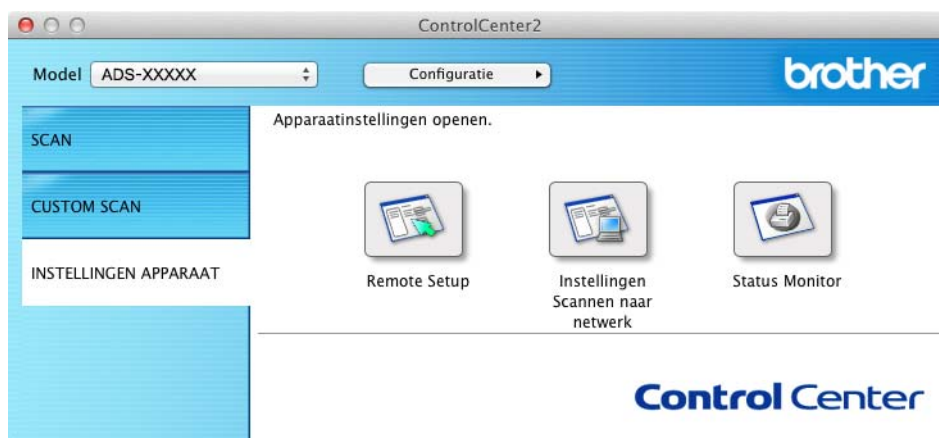 ControlCenter2
Model ADS-XXXXX Configuratie brother
SCAN
CUSTOM SCAN
INSTELLINGEN APPARAAT
Apparaatinstellingen openen.
Remote Setup
Instellingen
Scannen naar
netwerk
Status Monitor
Control Center